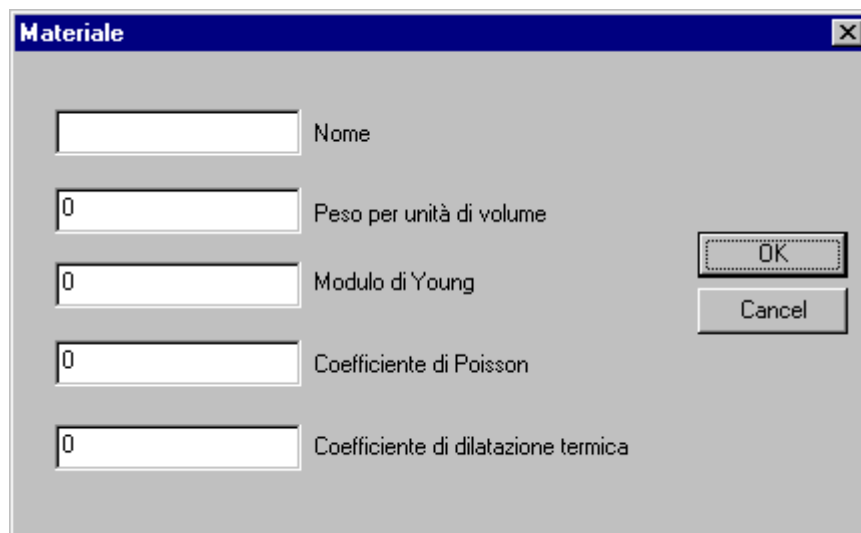 Materiale
Nome
0 Peso per unità di volume
0 Modulo di Young
0 Coefficiente di Poisson
0 Coefficiente di dilatazione termica
OK
Cancel